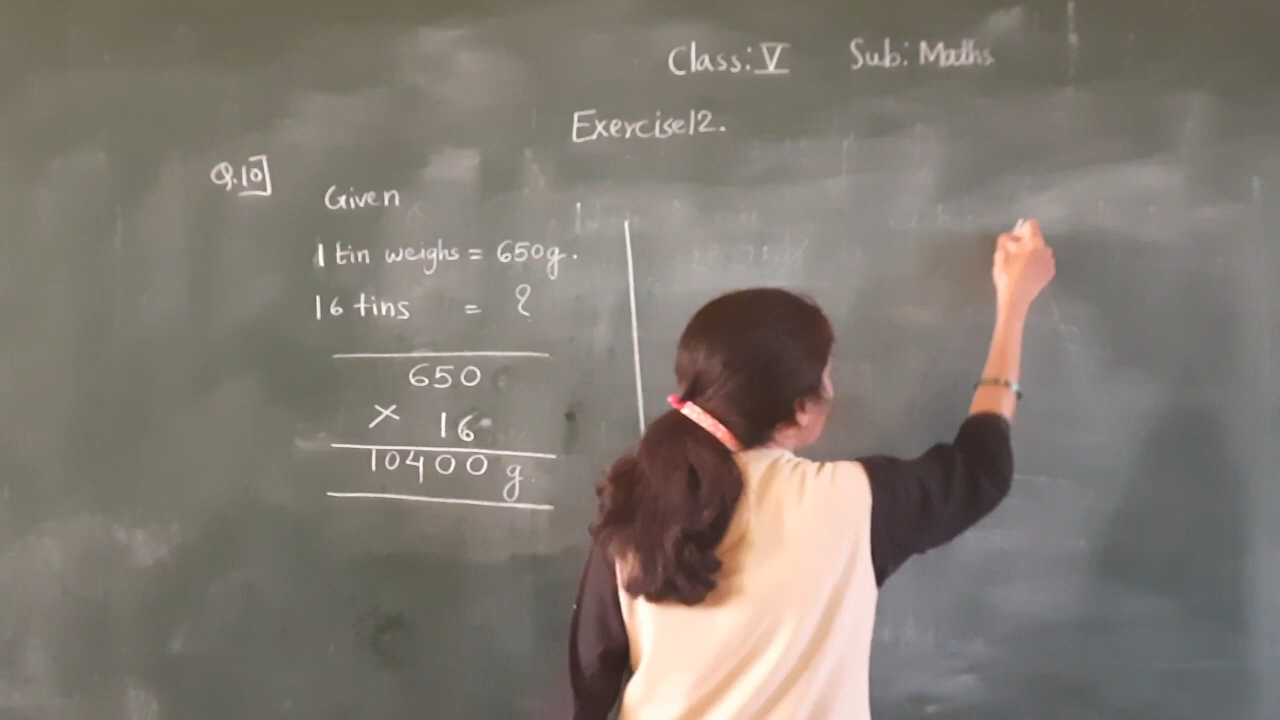 Class: V Sub: Maths
Exercise 12.
Q.10]
Given
1 tin weighs = 650g.
16 tins = ?
650
× 16
10400 g